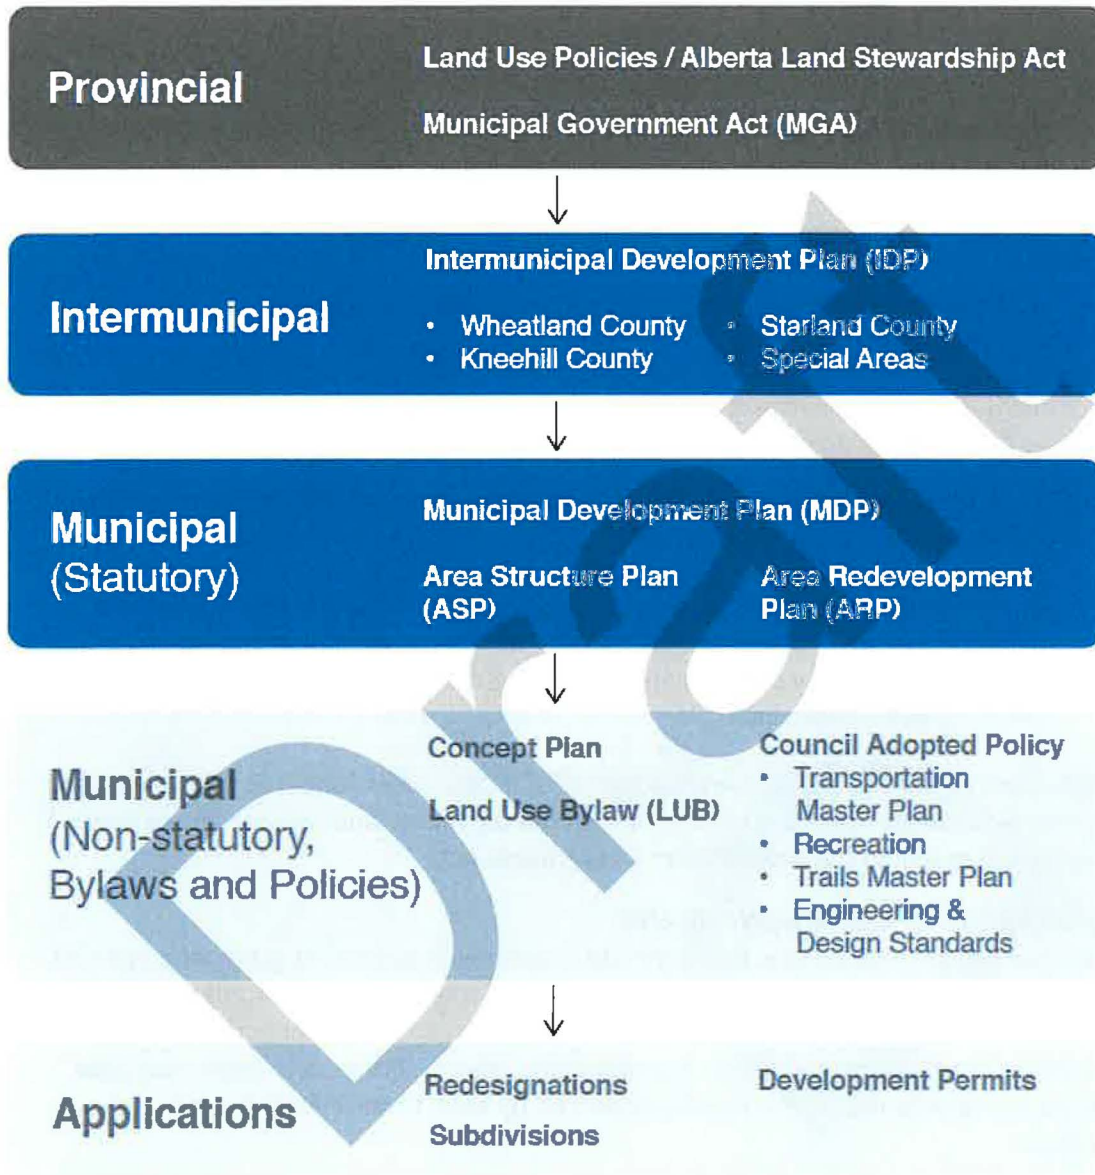 Provincial
Land Use Policies / Alberta Land Stewardship Act
Municipal Government Act (MGA)
Intermunicipal
Intermunicipal Development Plan (IDP)
• Wheatland County
• Kneehill County
• Starland County
• Special Areas
Municipal
(Statutory)
Municipal Development Plan (MDP)
Area Structure Plan
(ASP)
Area Redevelopment
Plan (ARP)
Municipal
(Non-statutory,
Bylaws and Policies)
Concept Plan
Land Use Bylaw (LUB)
Council Adopted Policy
• Transportation
Master Plan
• Recreation
• Trails Master Plan
• Engineering &
Design Standards
Applications
Redesignations
Subdivisions
Development Permits
Draft